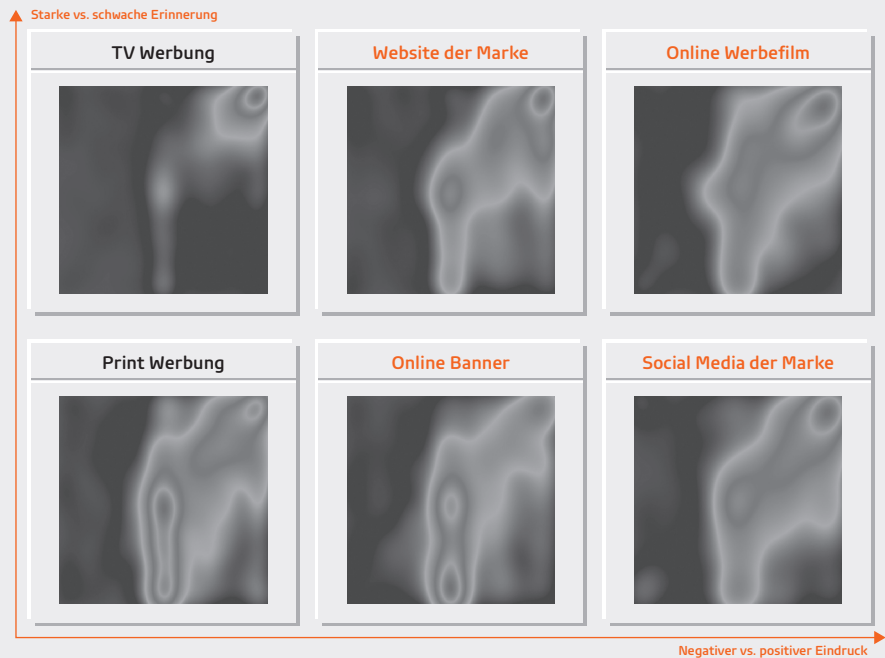 Starke vs. schwache Erinnerung
TV Werbung
Website der Marke
Online Werbefilm
Print Werbung
Online Banner
Social Media der Marke
Negativer vs. positiver Eindruck